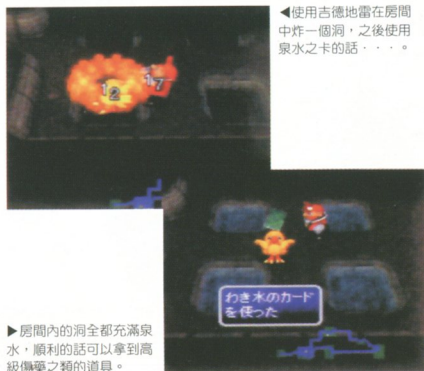 ◀使用吉德地雷在房間
中炸一個洞，之後使用
泉水之卡的話‧‧‧。
12
17
わき水のカード
を使った
▶房間內的洞全都充滿泉
水，順利的話可以拿到高
級傷藥之類的道具。